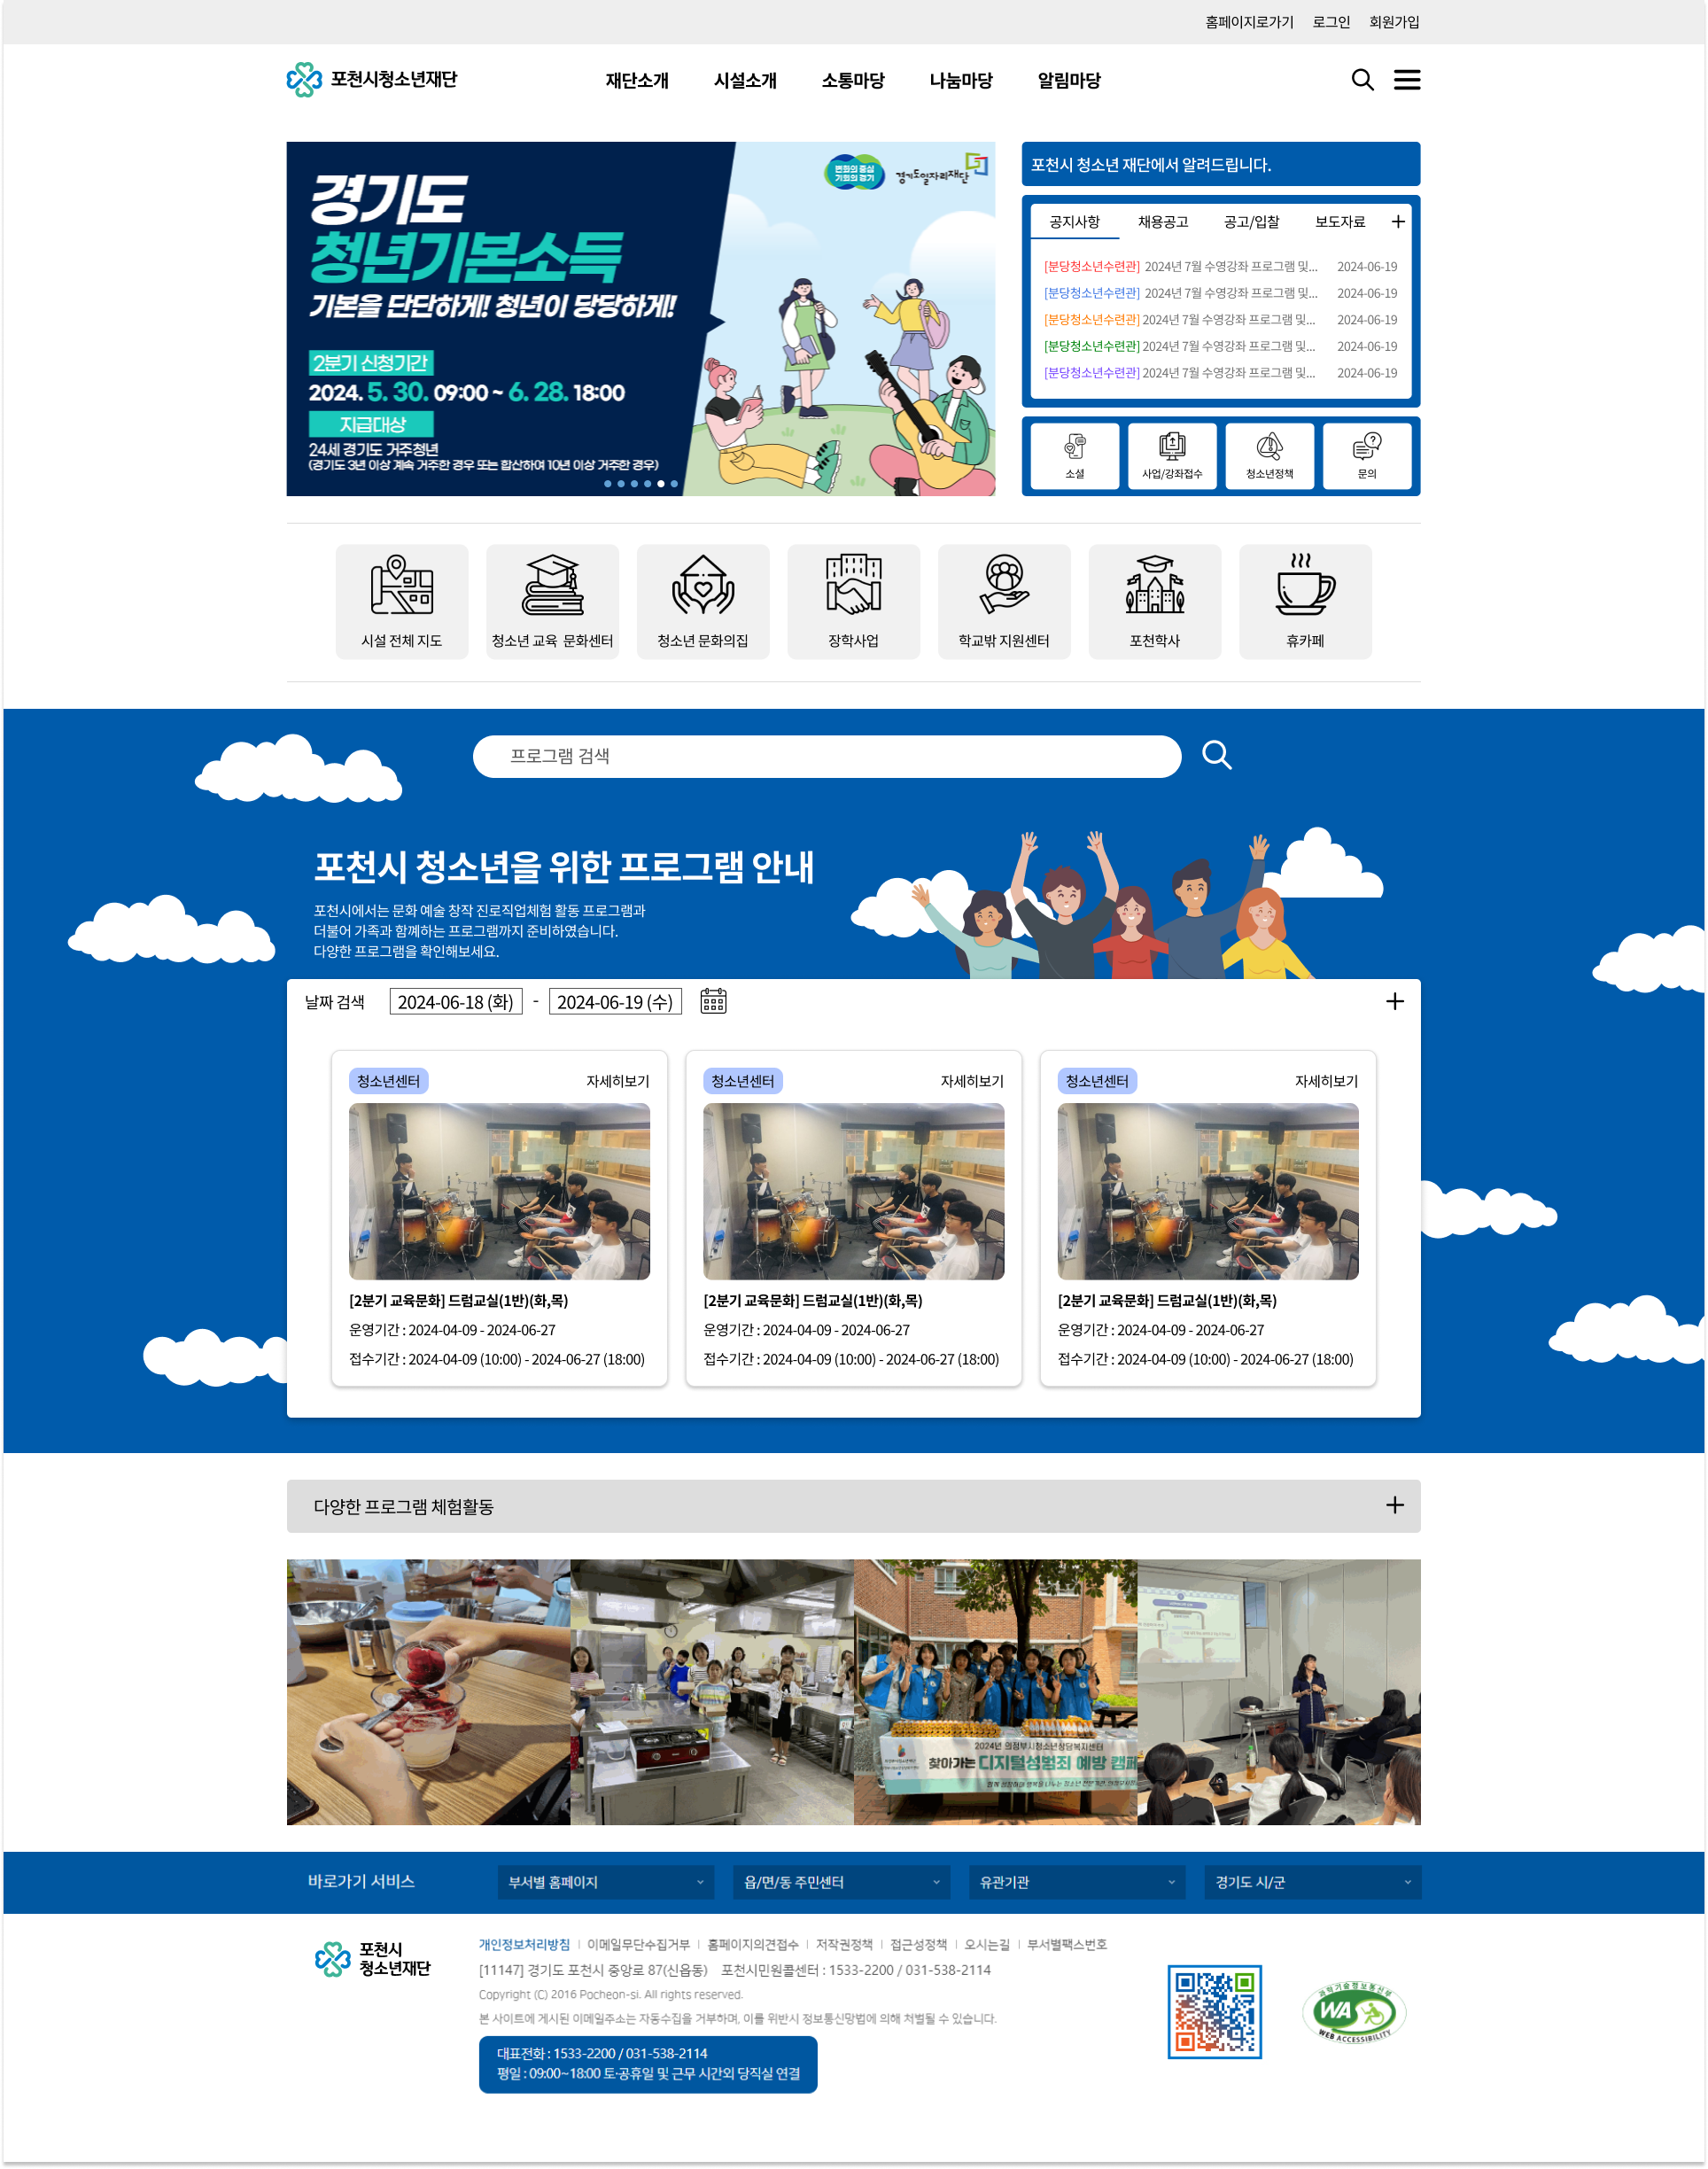 홈페이지로가기 로그인 회원가입
포천시청소년재단 재단소개 시설소개 소통마당 나눔마당 알림마당
경기도
청년기본소득
기본을 단단하게! 청년이 당당하게!
2분기 신청기간
2024. 5. 30. 09:00 ~ 6. 28. 18:00
지급대상
24세 경기도 거주청년
(경기도 3년 이상 계속 거주한 경우 또는 합산하여 10년 이상 거주한 경우)
변화의 중심
기회의 경기
경기도일자리재단
포천시 청소년 재단에서 알려드립니다.
공지사항 채용공고 공고/입찰 보도자료
[분당청소년수련관] 2024년 7월 수영강좌 프로그램 및... 2024-06-19
[분당청소년수련관] 2024년 7월 수영강좌 프로그램 및... 2024-06-19
[분당청소년수련관] 2024년 7월 수영강좌 프로그램 및... 2024-06-19
[분당청소년수련관] 2024년 7월 수영강좌 프로그램 및... 2024-06-19
[분당청소년수련관] 2024년 7월 수영강좌 프로그램 및... 2024-06-19
소셜 사업/강좌접수 청소년정책 문의
시설 전체 지도 청소년 교육 문화센터 청소년 문화의집 장학사업 학교밖 지원센터 포천학사 휴카페
프로그램 검색
포천시 청소년을 위한 프로그램 안내
포천시에서는 문화 예술 창작 진로직업체험 활동 프로그램과
더불어 가족과 함께하는 프로그램까지 준비하였습니다.
다양한 프로그램을 확인해보세요.
날짜 검색 2024-06-18 (화) - 2024-06-19 (수)
청소년센터 자세히보기
[2분기 교육문화] 드럼교실(1반)(화,목)
운영기간 : 2024-04-09 - 2024-06-27
접수기간 : 2024-04-09 (10:00) - 2024-06-27 (18:00)
청소년센터 자세히보기
[2분기 교육문화] 드럼교실(1반)(화,목)
운영기간 : 2024-04-09 - 2024-06-27
접수기간 : 2024-04-09 (10:00) - 2024-06-27 (18:00)
청소년센터 자세히보기
[2분기 교육문화] 드럼교실(1반)(화,목)
운영기간 : 2024-04-09 - 2024-06-27
접수기간 : 2024-04-09 (10:00) - 2024-06-27 (18:00)
다양한 프로그램 체험활동
2024년 의정부시청소년상담복지센터
찾아가는 디지털성범죄 예방 캠페
바로가기 서비스 부서별 홈페이지 읍/면/동 주민센터 유관기관 경기도 시/군
포천시
청소년재단
개인정보처리방침 이메일무단수집거부 홈페이지의견접수 저작권정책 접근성정책 오시는길 부서별팩스번호
[11147] 경기도 포천시 중앙로 87(신읍동) 포천시민원콜센터 : 1533-2200 / 031-538-2114
Copyright (C) 2016 Pocheon-si. All rights reserved.
본 사이트에 게시된 이메일주소는 자동수집을 거부하며, 이를 위반시 정보통신망법에 의해 처벌될 수 있습니다.
대표전화 : 1533-2200 / 031-538-2114
평일 : 09:00~18:00 토·공휴일 및 근무 시간외 당직실 연결
과학기술정보통신부
WA
WEB ACCESSIBILITY